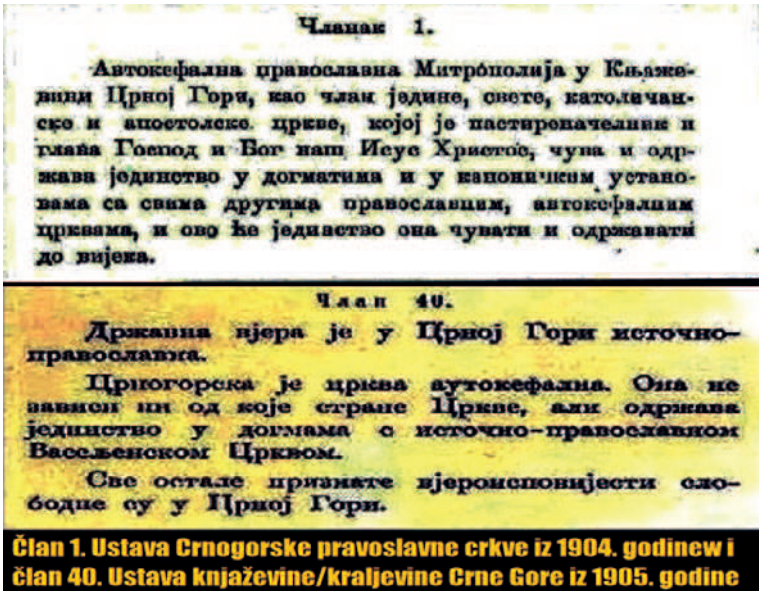 Чланак 1.
Автокефална православна Митрополија у Књаже-
вини Црној Гори, као члан једине, свете, католичан-
ске и апостолске цркве, којој је пастиреначелник и
глава Господ и Бог наш Исус Христос, чува и одр-
жава јединство у догматима и у каноничким устано-
вама са свима другима православним, автокефалним
црквама, и ово ће јединство она чувати и одржавати
до вијека.
Члан 40.
Државна вјера је у Црној Гори источно-
православна.
Црногорска је црква аутокефална. Она не
зависи ни од које стране Цркве, али одржава
јединство у догмама с источно-православном
Васељенском Црквом.
Све остале признате вјероисповијести сло-
бодне су у Црној Гори.
Član 1. Ustava Crnogorske pravoslavne crkve iz 1904. godinew i
član 40. Ustava knjaževine/kraljevine Crne Gore iz 1905. godine